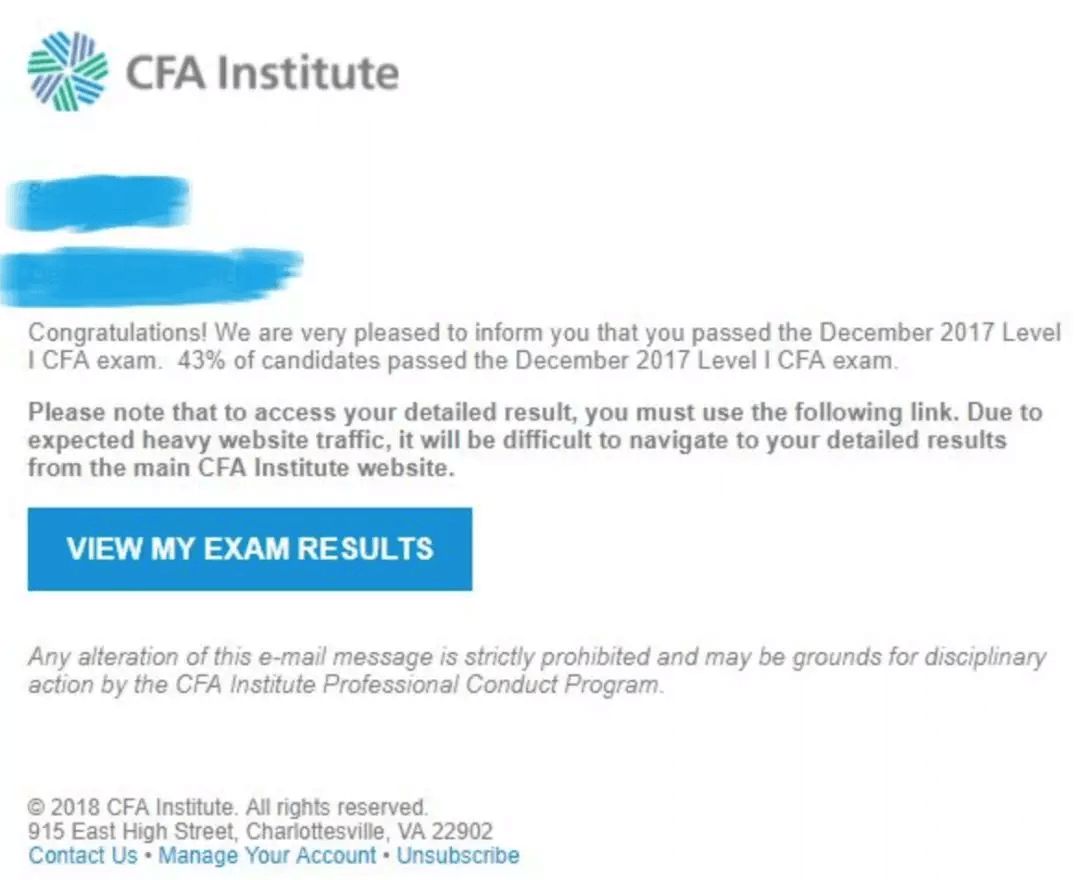 CFA Institute
Congratulations! We are very pleased to inform you that you passed the December 2017 Level
I CFA exam.  43% of candidates passed the December 2017 Level I CFA exam.
Please note that to access your detailed result, you must use the following link. Due to
expected heavy website traffic, it will be difficult to navigate to your detailed results
from the main CFA Institute website.
VIEW MY EXAM RESULTS
Any alteration of this e-mail message is strictly prohibited and may be grounds for disciplinary
action by the CFA Institute Professional Conduct Program.
© 2018 CFA Institute. All rights reserved.
915 East High Street, Charlottesville, VA 22902
Contact Us • Manage Your Account • Unsubscribe